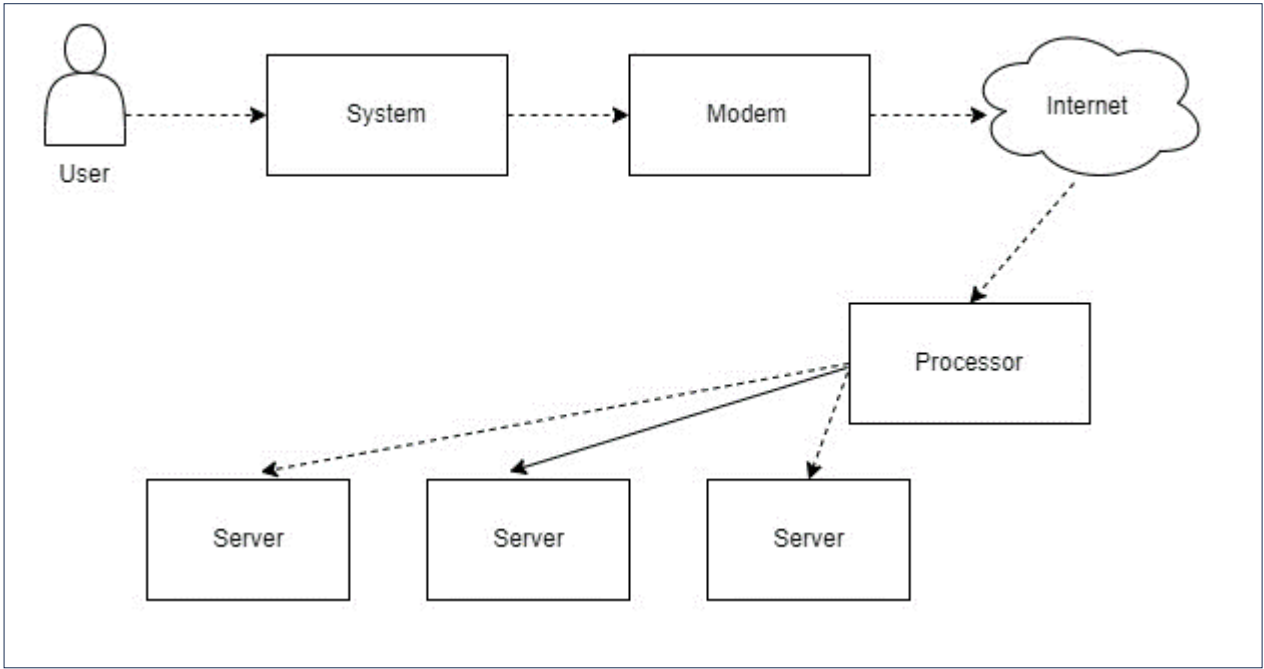 System
Modem
Internet
User
Processor
Server
Server
Server